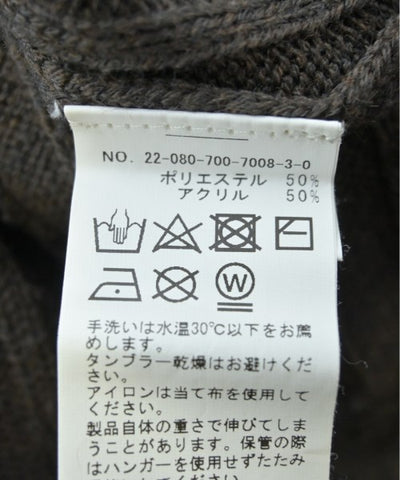 NO. 22-080-700-7008-3-0
ポリエステル 50%
アクリル 50%
W
手洗いは水温30℃以下をお薦
めします。
タンブラー乾燥はお避けくださ
い。
アイロンは当て布を使用して
ください。
製品自体の重さで伸びてしま
うことがあります。保管の際
はハンガーを使用せずたたみ